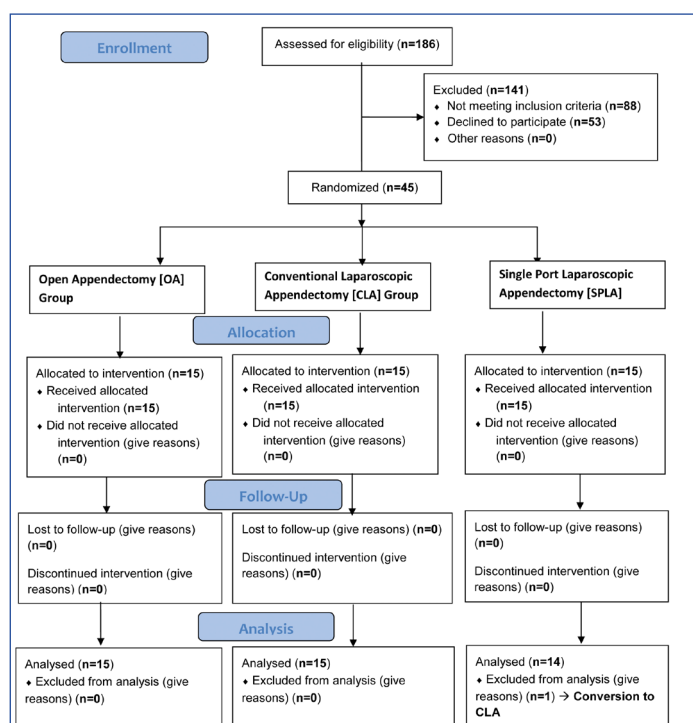 Enrollment
Assessed for eligibility (n=186)
Excluded (n=141)
♦ Not meeting inclusion criteria (n=88)
♦ Declined to participate (n=53)
♦ Other reasons (n=0)
Randomized (n=45)
Open Appendectomy [OA]
Group
Conventional Laparoscopic
Appendectomy [CLA] Group
Single Port Laparoscopic
Appendectomy [SPLA]
Allocation
Allocated to intervention (n=15)
♦ Received allocated
intervention (n=15)
♦ Did not receive allocated
intervention (give reasons)
(n=0)
Allocated to intervention (n=15)
♦ Received allocated intervention
(n=15)
♦ Did not receive allocated
intervention (give reasons)
(n=0)
Allocated to intervention (n=15)
♦ Received allocated intervention
(n=15)
♦ Did not receive allocated
intervention (give reasons)
(n=0)
Follow-Up
Lost to follow-up (give reasons)
(n=0)
Discontinued intervention (give
reasons) (n=0)
Lost to follow-up (give reasons) (n=0)
Discontinued intervention (give
reasons) (n=0)
Lost to follow-up (give reasons)
(n=0)
Discontinued intervention (give
reasons) (n=0)
Analysis
Analysed (n=15)
♦ Excluded from analysis (give
reasons) (n=0)
Analysed (n=15)
♦ Excluded from analysis (give
reasons) (n=0)
Analysed (n=14)
♦ Excluded from analysis (give
reasons) (n=1) → Conversion to
CLA